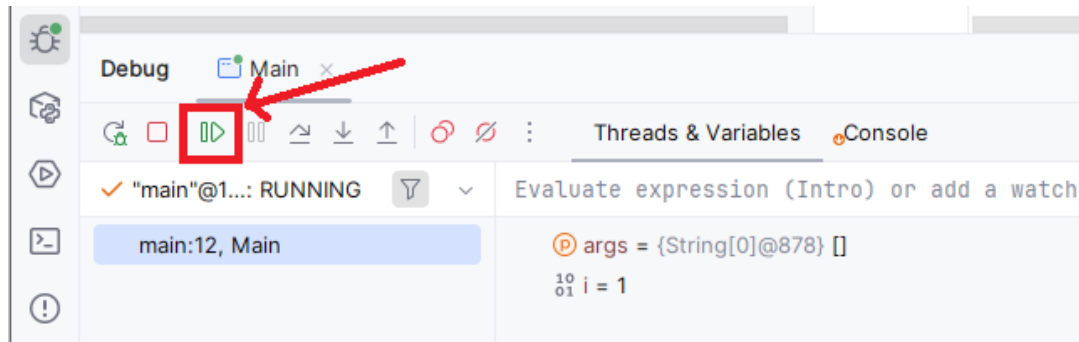 Debug Main
Threads & Variables Console
"main"@1...: RUNNING
Evaluate expression (Intro) or add a watch
main:12, Main
args = {String[0]@878} []
i = 1